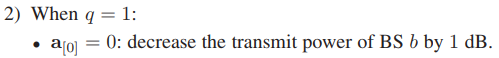 2) When q = 1:
• a[0] = 0: decrease the transmit power of BS b by 1 dB.